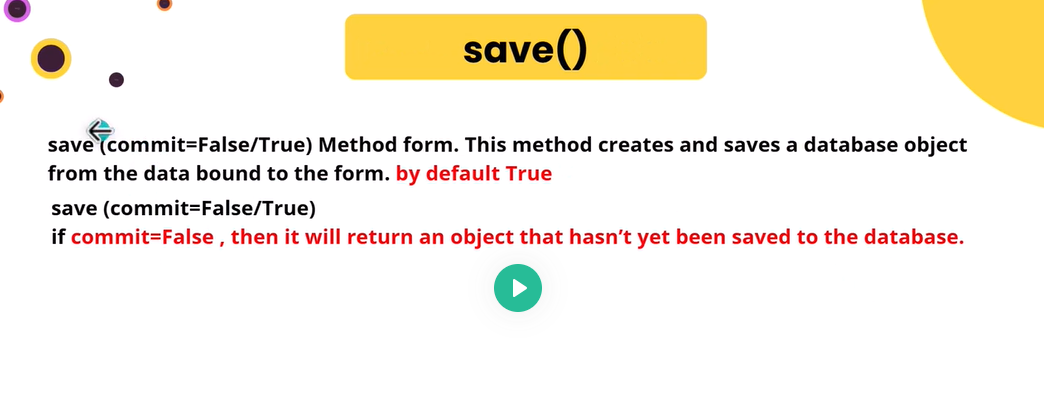 save()
save (commit=False/True) Method form. This method creates and saves a database object
from the data bound to the form. by default True
save (commit=False/True)
if commit=False , then it will return an object that hasn’t yet been saved to the database.